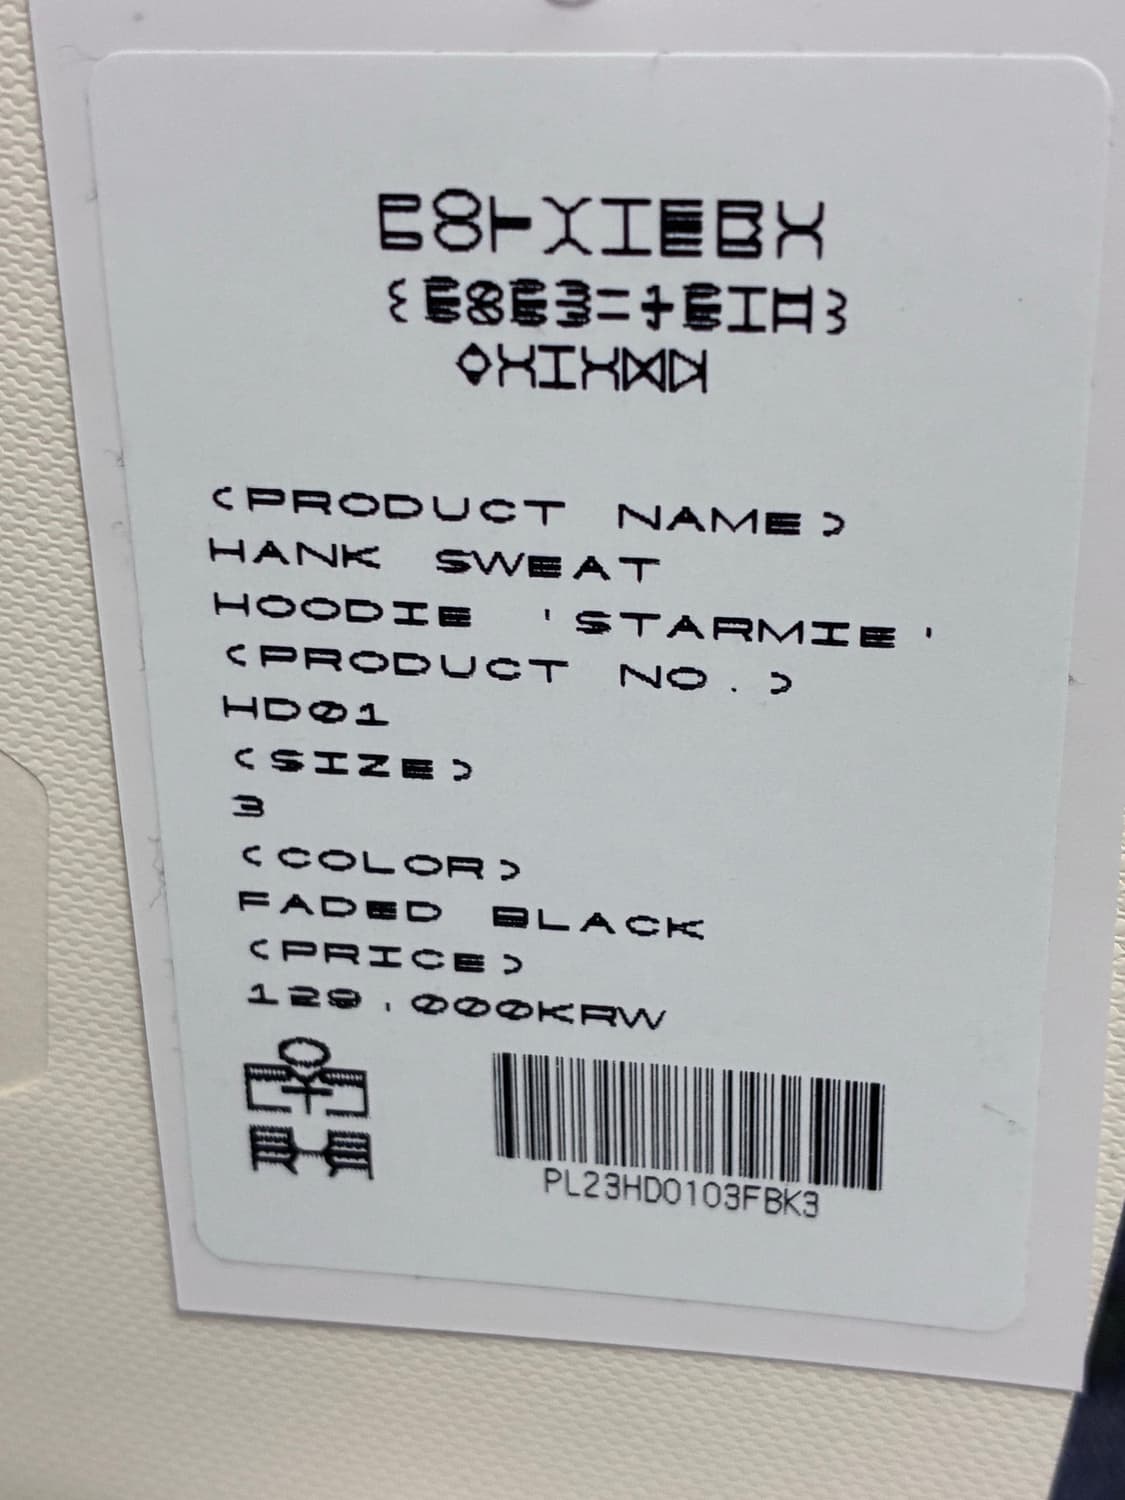 (PRODUCT NAME)
HANK SWEAT
HOODIE 'STARMIE'
(PRODUCT NO.)
HD01
(SIZE)
3
(COLOR)
FADED BLACK
(PRICE)
129,000KRW
PL23HD0103FBK3